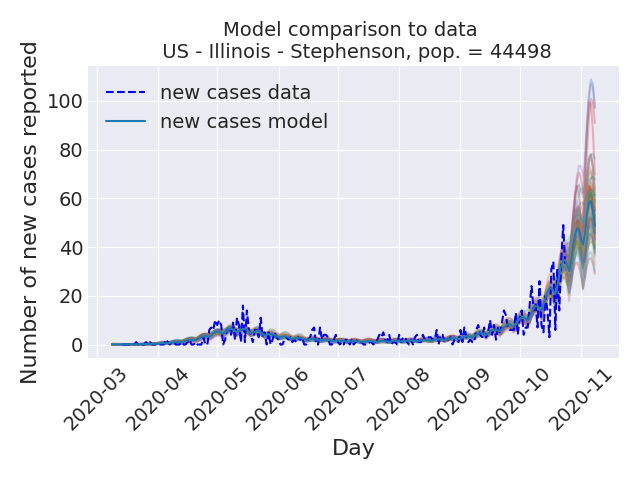 Model comparison to data
US - Illinois - Stephenson, pop. = 44498
Number of new cases reported
new cases data
new cases model
100
80
60
40
20
0
2020-03
2020-04
2020-05
2020-06
2020-07
2020-08
2020-09
2020-10
2020-11
Day